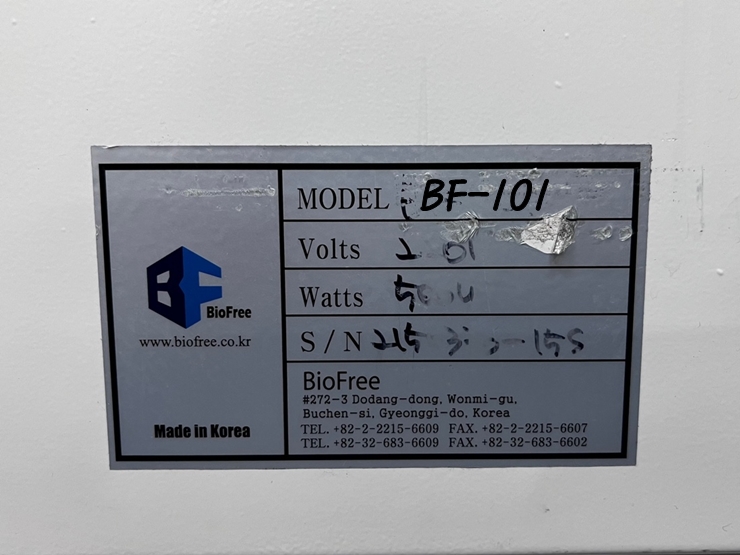 BF
BioFree
www.biofree.co.kr
Made in Korea
MODEL BF-101
Volts
Watts
S/N
BioFree
#272-3 Dodang-dong, Wonmi-gu,
Buchen-si, Gyeonggi-do, Korea
TEL. +82-2-2215-6609 FAX. +82-2-2215-6607
TEL. +82-32-683-6609 FAX. +82-32-683-6602